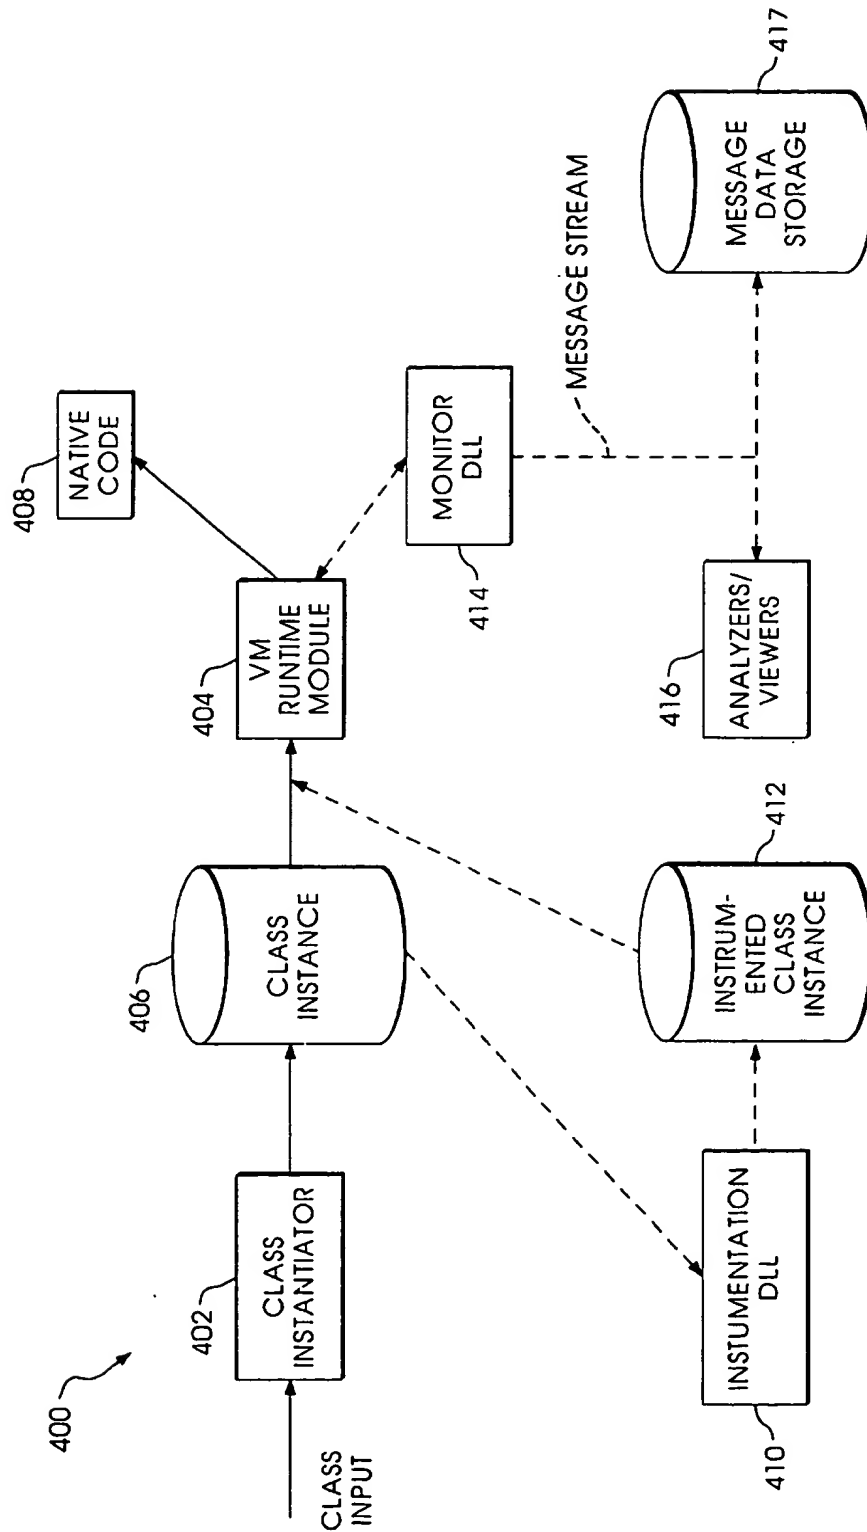 400
CLASS
INPUT
402
CLASS
INSTANTIATOR
406
CLASS
INSTANCE
404
VM
RUNTIME
MODULE
408
NATIVE
CODE
414
MONITOR
DLL
MESSAGE STREAM
410
INSTUMENTATION
DLL
412
INSTRUM-
ENTED
CLASS
INSTANCE
416
ANALYZERS/
VIEWERS
417
MESSAGE
DATA
STORAGE